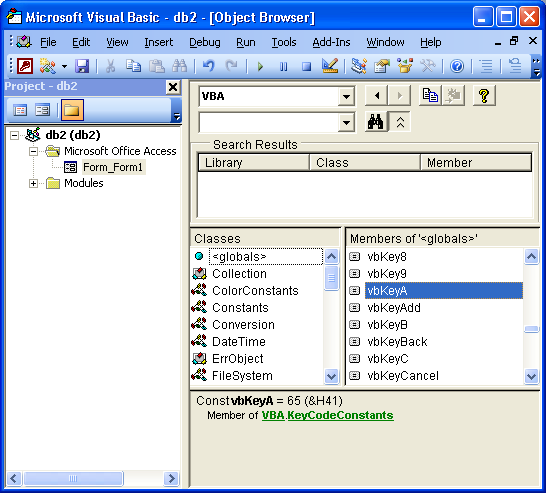 Microsoft Visual Basic - db2 - [Object Browser]
File Edit View Insert Debug Run Tools Add-Ins Window Help
Project - db2
db2 (db2)
Microsoft Office Access
Form_Form1
Modules
VBA
Search Results
Library Class Member
Classes
<globals>
Collection
ColorConstants
Constants
Conversion
DateTime
ErrObject
FileSystem
Members of '<globals>'
vbKey8
vbKey9
vbKeyA
vbKeyAdd
vbKeyB
vbKeyBack
vbKeyC
vbKeyCancel
Const vbKeyA = 65 (&H41)
Member of VBA.KeyCodeConstants